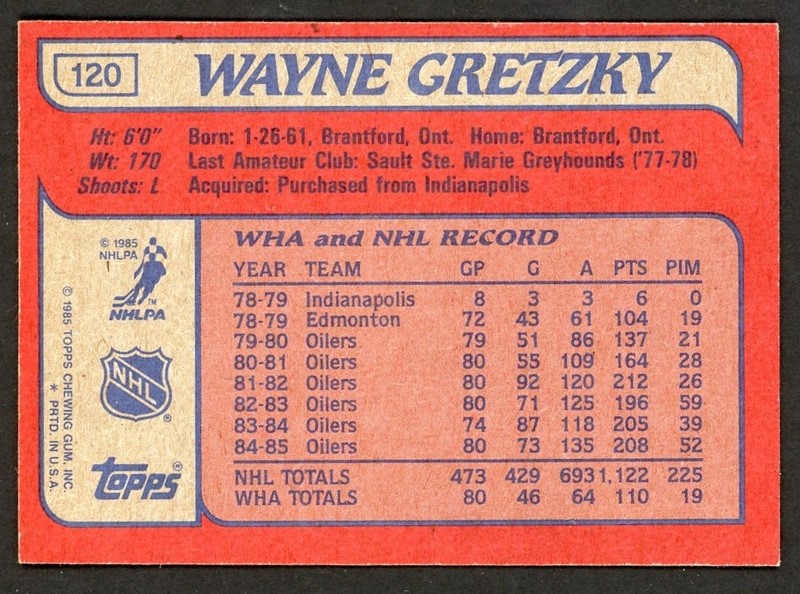 120
WAYNE GRETZKY
Ht: 6'0" Born: 1-26-61, Brantford, Ont. Home: Brantford, Ont.
Wt: 170 Last Amateur Club: Sault Ste. Marie Greyhounds ('77-78)
Shoots: L Acquired: Purchased from Indianapolis
© 1985
NHLPA
TM
NHLPA
NHL
®
topps®
© 1985 TOPPS CHEWING GUM, INC.
* PRTD. IN U.S.A.
WHA and NHL RECORD
YEAR TEAM GP G A PTS PIM
78-79 Indianapolis 8 3 3 6 0
78-79 Edmonton 72 43 61 104 19
79-80 Oilers 79 51 86 137 21
80-81 Oilers 80 55 109 164 28
81-82 Oilers 80 92 120 212 26
82-83 Oilers 80 71 125 196 59
83-84 Oilers 74 87 118 205 39
84-85 Oilers 80 73 135 208 52
NHL TOTALS 473 429 693 1,122 225
WHA TOTALS 80 46 64 110 19